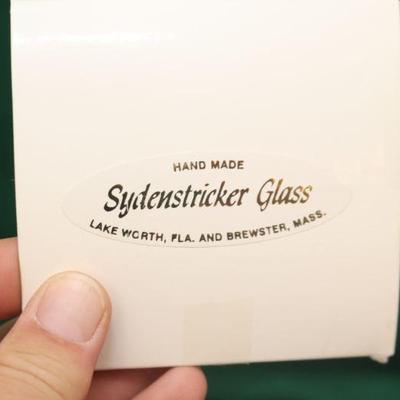 HAND MADE
Sydenstricker Glass
LAKE WORTH, FLA. AND BREWSTER, MASS.